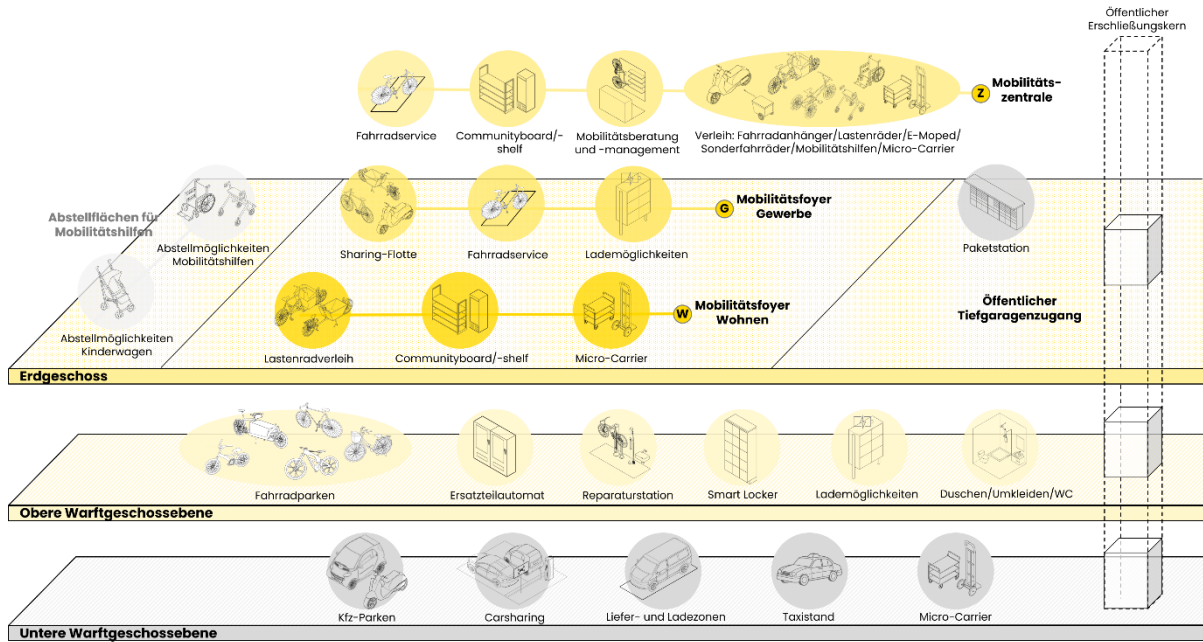 Öffentlicher
Erschließungskern
Z
Mobilitäts-
zentrale
Fahrradservice
Communityboard/-
shelf
Mobilitätsberatung
und -management
Verleih: Fahrradanhänger/Lastenräder/E-Moped/
Sonderfahrräder/Mobilitätshilfen/Micro-Carrier
Abstellflächen für
Mobilitätshilfen
Abstellmöglichkeiten
Mobilitätshilfen
Sharing-Flotte
Fahrradservice
Lademöglichkeiten
G
Mobilitätsfoyer
Gewerbe
Paketstation
Abstellmöglichkeiten
Kinderwagen
Lastenradverleih
Communityboard/-shelf
Micro-Carrier
W
Mobilitätsfoyer
Wohnen
Öffentlicher
Tiefgaragenzugang
Erdgeschoss
Fahrradparken
Ersatzteilautomat
Reparaturstation
Smart Locker
Lademöglichkeiten
Duschen/Umkleiden/WC
Obere Warftgeschossebene
Kfz-Parken
Carsharing
Liefer- und Ladezonen
Taxistand
Micro-Carrier
Untere Warftgeschossebene